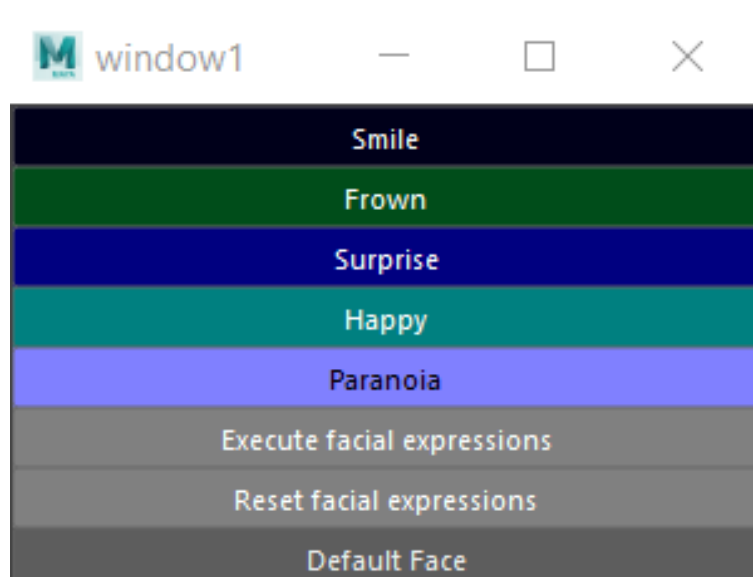 window1
Smile
Frown
Surprise
Happy
Paranoia
Execute facial expressions
Reset facial expressions
Default Face